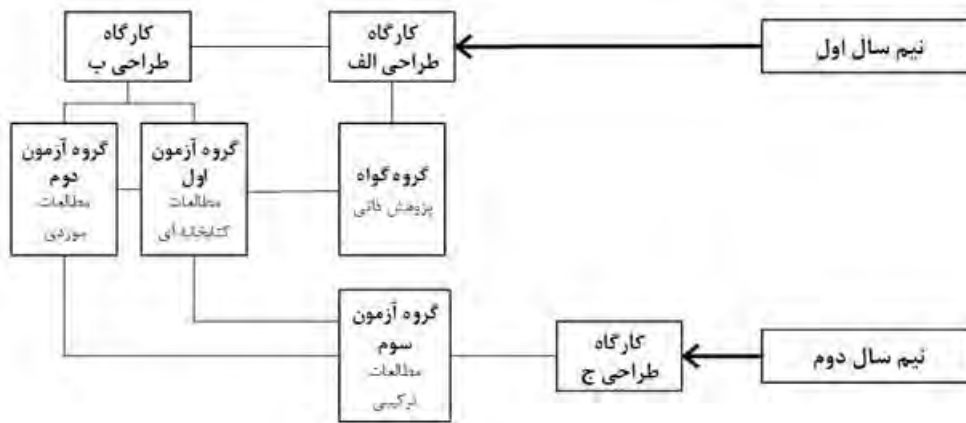 نیم سال اول
کارگاه
طراحی الف
کارگاه
طراحی ب
گروه گواه
پژوهش ذاتی
گروه آزمون
اول
مطالعات
کتابخانه ای
گروه آزمون
دوم
مطالعات
موردی
نیم سال دوم
کارگاه
طراحی ج
گروه آزمون
سوم
مطالعات
ترکیبی